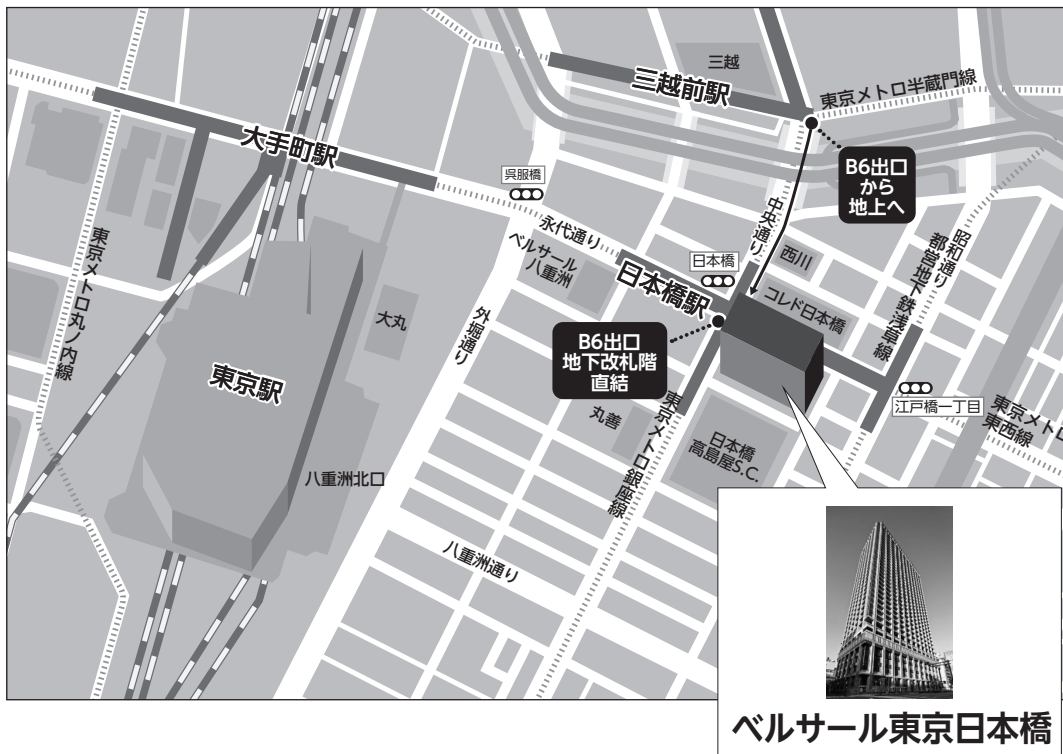 三越
三越前駅
東京メトロ半蔵門線
大手町駅
呉服橋
B6出口
から
地上へ
中央通り
永代通り
ベルサール
八重洲
日本橋
西川
昭和通り
都営地下鉄浅草線
東京メトロ丸ノ内線
日本橋駅
コレド日本橋
大丸
外堀通り
B6出口
地下改札階
直結
東京駅
江戸橋一丁目
東京メトロ
東西線
丸善
東京メトロ銀座線
日本橋
高島屋S.C.
八重洲北口
八重洲通り
ベルサール東京日本橋